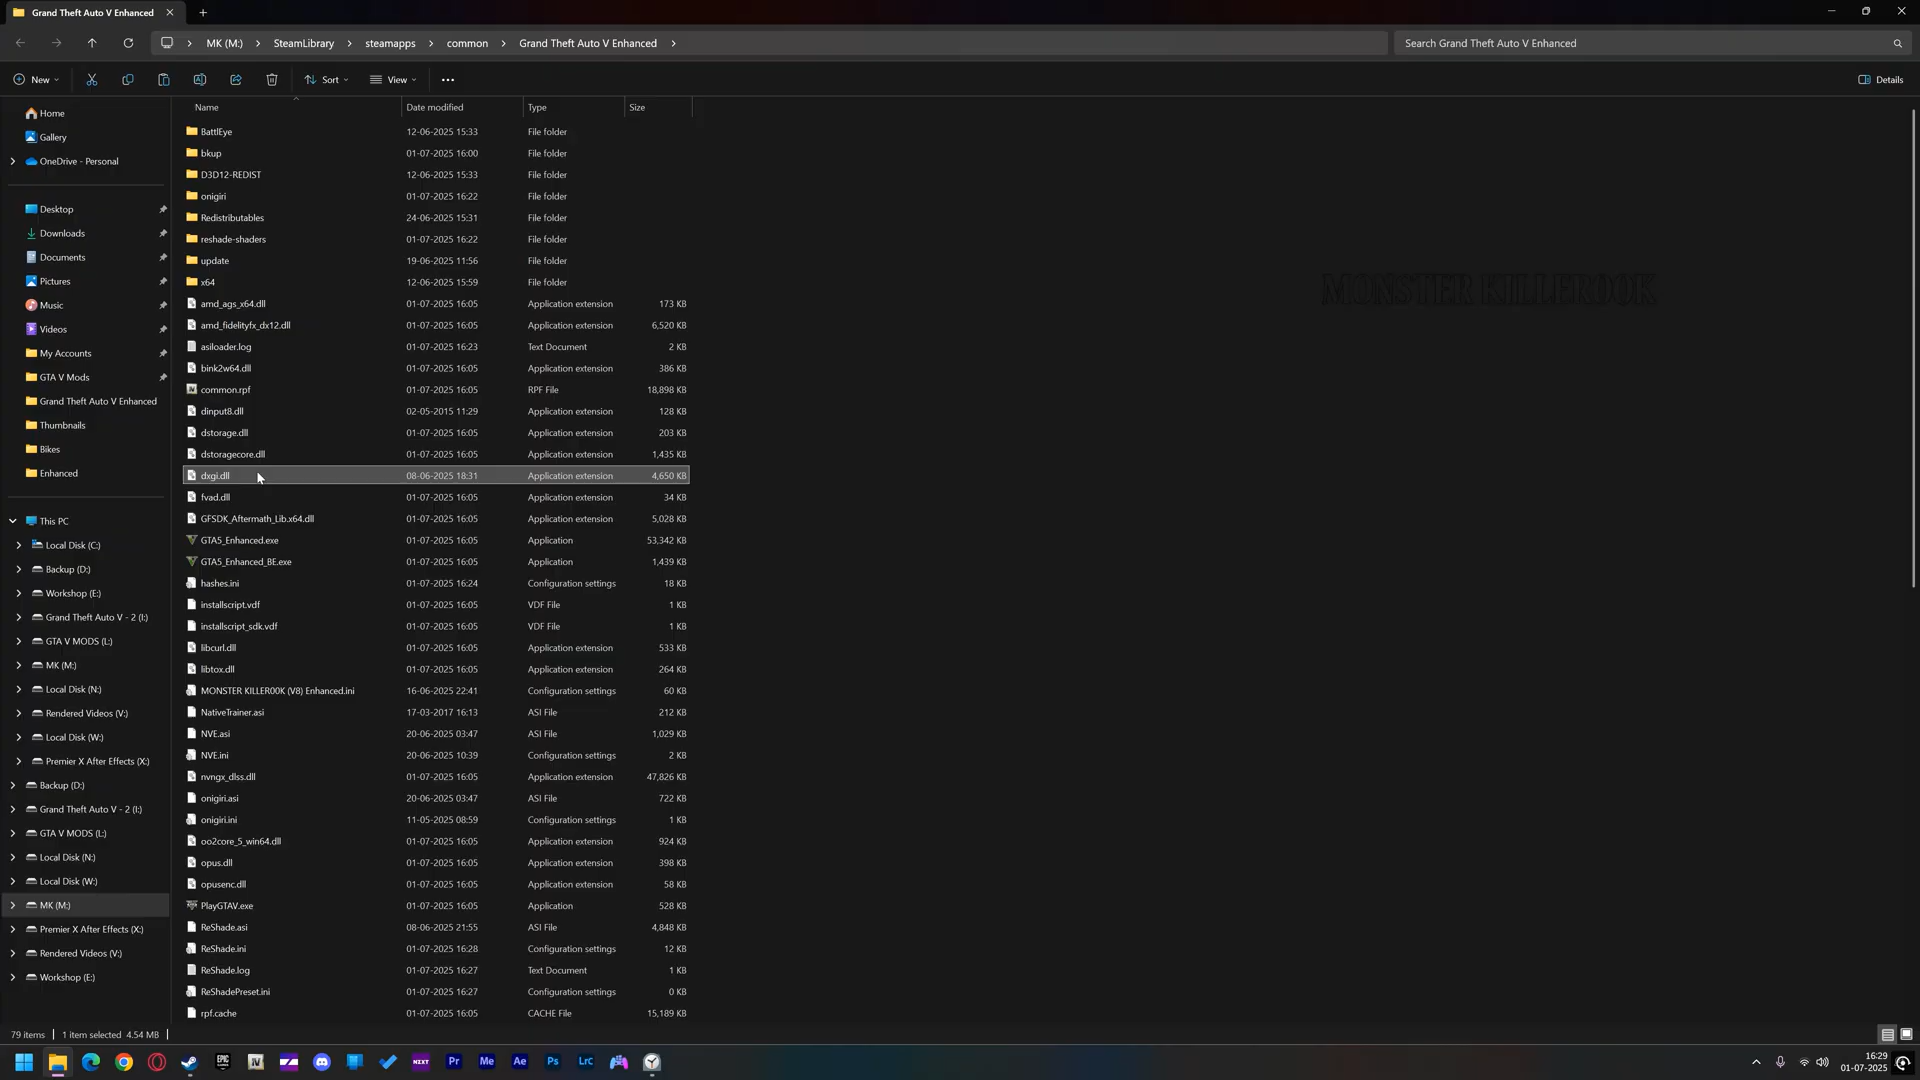 Grand Theft Auto V Enhanced
MK (M:) SteamLibrary steamapps common Grand Theft Auto V Enhanced
Search Grand Theft Auto V Enhanced
New Sort View Details
Home
Gallery
OneDrive - Personal
Desktop
Downloads
Documents
Pictures
Music
Videos
My Accounts
GTA V Mods
Grand Theft Auto V Enhanced
Thumbnails
Bikes
Enhanced
This PC
Local Disk (C:)
Backup (D:)
Workshop (E:)
Grand Theft Auto V - 2 (I:)
GTA V MODS (L:)
MK (M:)
Local Disk (N:)
Rendered Videos (V:)
Local Disk (W:)
Premier X After Effects (X:)
Backup (D:)
Grand Theft Auto V - 2 (I:)
GTA V MODS (L:)
Local Disk (N:)
Local Disk (W:)
MK (M:)
Premier X After Effects (X:)
Rendered Videos (V:)
Workshop (E:)
Name Date modified Type Size
BattlEye 12-06-2025 15:33 File folder
bkup 01-07-2025 16:00 File folder
D3D12-REDIST 12-06-2025 15:33 File folder
onigiri 01-07-2025 16:22 File folder
Redistributables 24-06-2025 15:31 File folder
reshade-shaders 01-07-2025 16:22 File folder
update 19-06-2025 11:56 File folder
x64 12-06-2025 15:59 File folder
amd_ags_x64.dll 01-07-2025 16:05 Application extension 173 KB
amd_fidelityfx_dx12.dll 01-07-2025 16:05 Application extension 6,520 KB
asiloader.log 01-07-2025 16:23 Text Document 2 KB
bink2w64.dll 01-07-2025 16:05 Application extension 386 KB
common.rpf 01-07-2025 16:05 RPF File 18,898 KB
dinput8.dll 02-05-2015 11:29 Application extension 128 KB
dstorage.dll 01-07-2025 16:05 Application extension 203 KB
dstoragecore.dll 01-07-2025 16:05 Application extension 1,435 KB
dxgi.dll 08-06-2025 18:31 Application extension 4,650 KB
fvad.dll 01-07-2025 16:05 Application extension 34 KB
GFSDK_Aftermath_Lib.x64.dll 01-07-2025 16:05 Application extension 5,028 KB
GTA5_Enhanced.exe 01-07-2025 16:05 Application 53,342 KB
GTA5_Enhanced_BE.exe 01-07-2025 16:05 Application 1,439 KB
hashes.ini 01-07-2025 16:24 Configuration settings 18 KB
installscript.vdf 01-07-2025 16:05 VDF File 1 KB
installscript_sdk.vdf 01-07-2025 16:05 VDF File 1 KB
libcurl.dll 01-07-2025 16:05 Application extension 533 KB
libtox.dll 01-07-2025 16:05 Application extension 264 KB
MONSTER KILLER00K (V8) Enhanced.ini 16-06-2025 22:41 Configuration settings 60 KB
NativeTrainer.asi 17-03-2017 16:13 ASI File 212 KB
NVE.asi 20-06-2025 03:47 ASI File 1,029 KB
NVE.ini 20-06-2025 10:39 Configuration settings 2 KB
nvngx_dlss.dll 01-07-2025 16:05 Application extension 47,826 KB
onigiri.asi 20-06-2025 03:47 ASI File 722 KB
onigiri.ini 11-05-2025 08:59 Configuration settings 1 KB
oo2core_5_win64.dll 01-07-2025 16:05 Application extension 924 KB
opus.dll 01-07-2025 16:05 Application extension 398 KB
opusenc.dll 01-07-2025 16:05 Application extension 58 KB
PlayGTAV.exe 01-07-2025 16:05 Application 528 KB
ReShade.asi 08-06-2025 21:55 ASI File 4,848 KB
ReShade.ini 01-07-2025 16:28 Configuration settings 12 KB
ReShade.log 01-07-2025 16:27 Text Document 1 KB
ReShadePreset.ini 01-07-2025 16:27 Configuration settings 0 KB
rpf.cache 01-07-2025 16:05 CACHE File 15,189 KB
MONSTER KILLER00K
79 items 1 item selected 4.54 MB
EPIC GAMES IV NZXT Pr Me Ae Ps LrC
16:29
01-07-2025